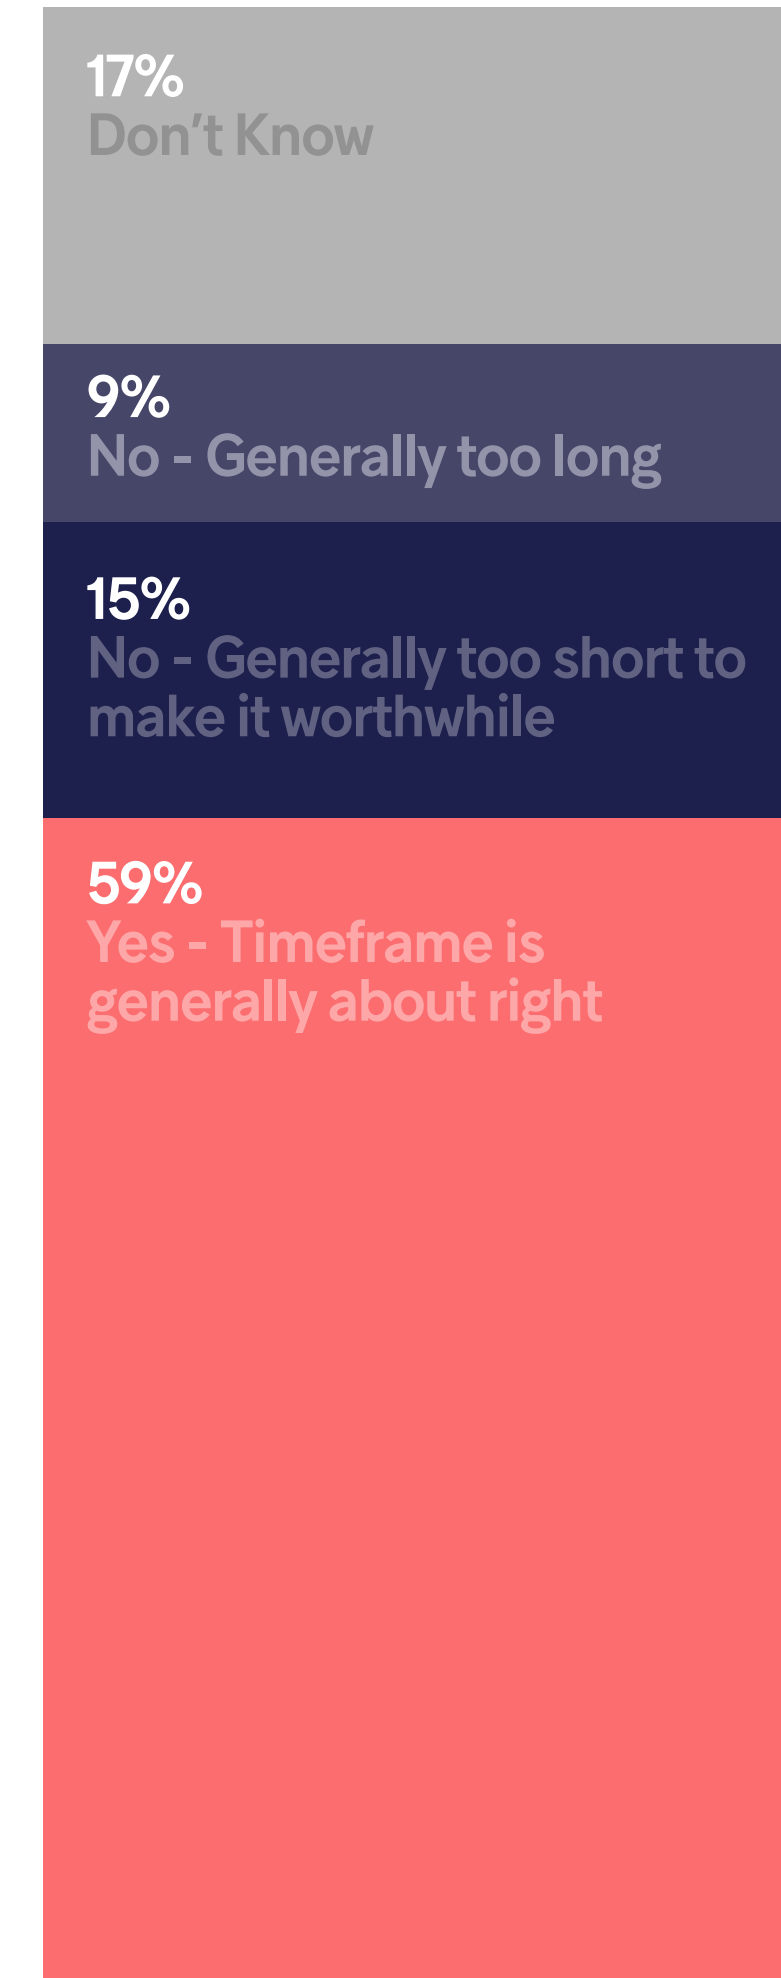 17%
Don’t Know
9%
No - Generally too long
15%
No - Generally too short to
make it worthwhile
59%
Yes - Timeframe is
generally about right